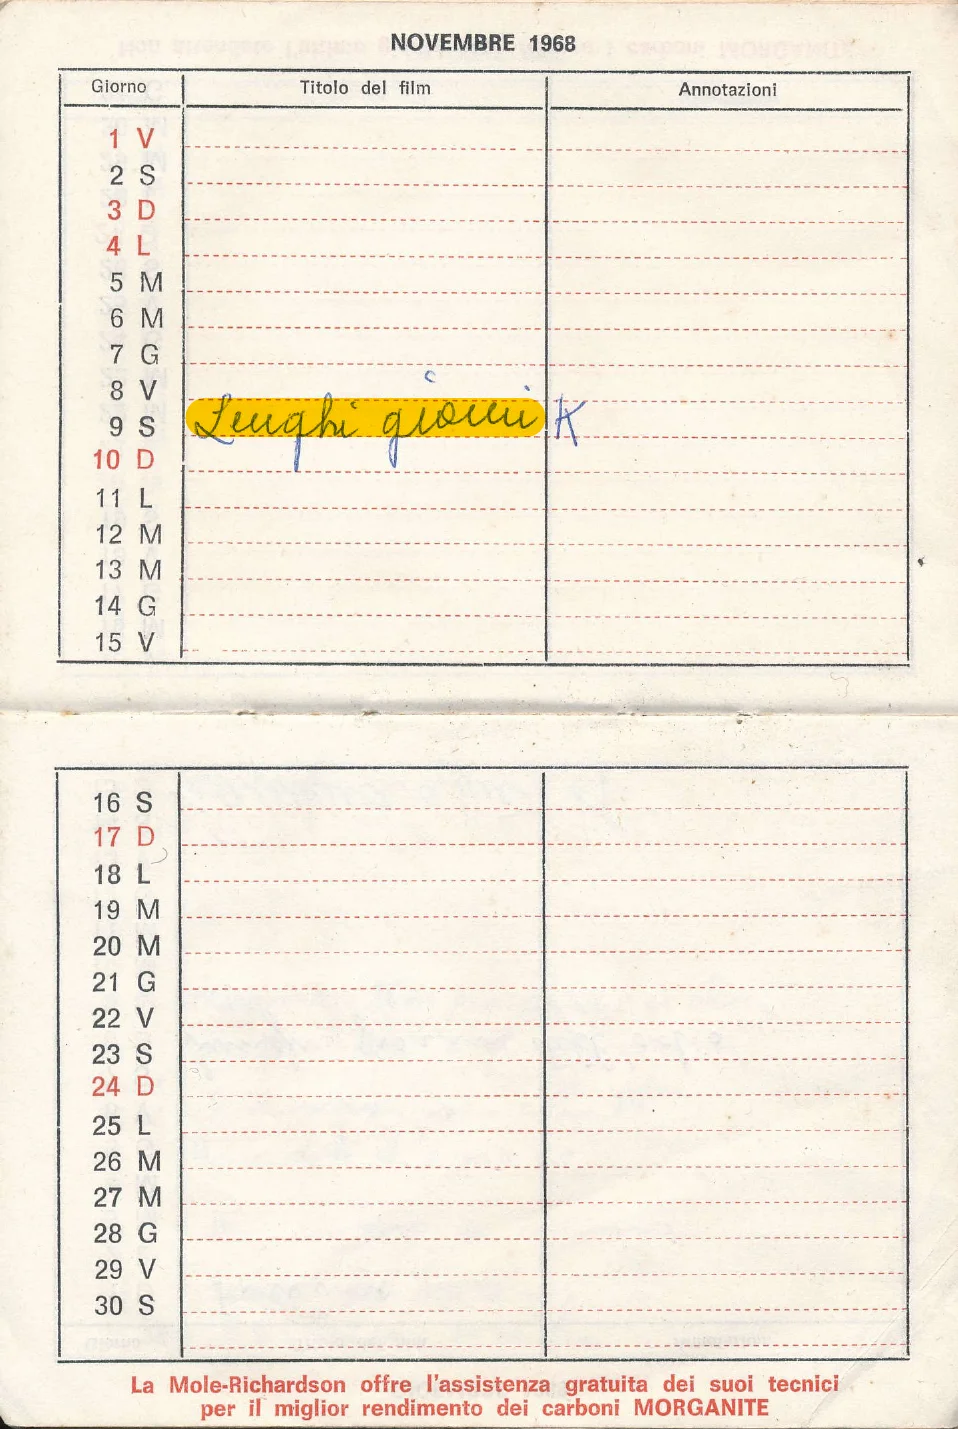 NOVEMBRE 1968
Giorno Titolo del film Annotazioni
1 V
2 S
3 D
4 L
5 M
6 M
7 G
8 V
9 S Lunghi giorni K
10 D
11 L
12 M
13 M
14 G
15 V
16 S
17 D
18 L
19 M
20 M
21 G
22 V
23 S
24 D
25 L
26 M
27 M
28 G
29 V
30 S
La Mole-Richardson offre l'assistenza gratuita dei suoi tecnici
per il miglior rendimento dei carboni MORGANITE